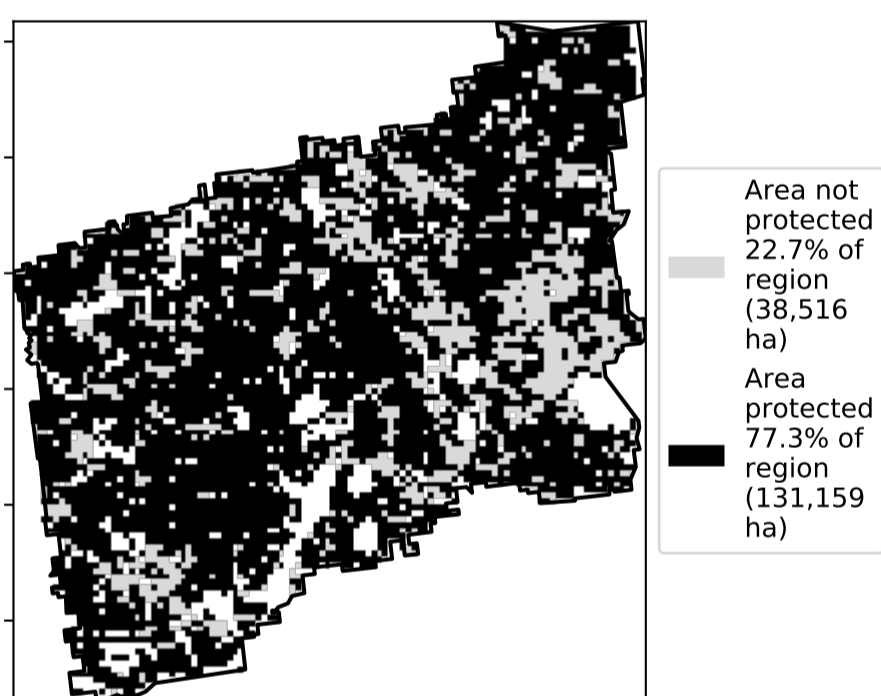 Area not
protected
22.7% of
region
(38,516
ha)
Area
protected
77.3% of
region
(131,159
ha)